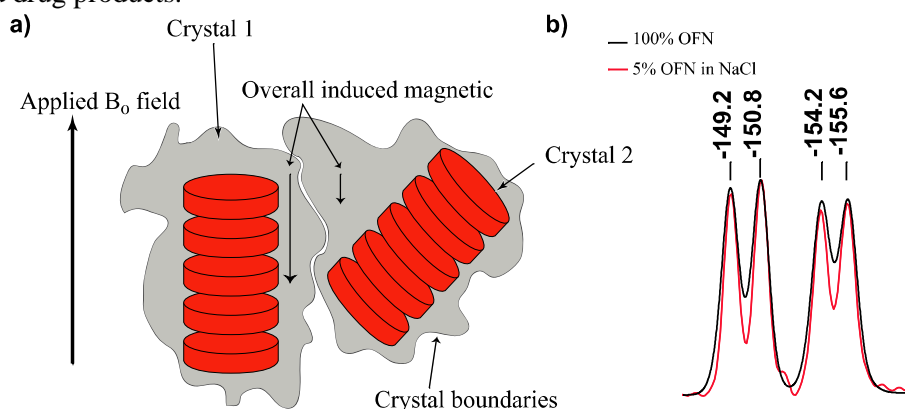 t drug products.
a)
Crystal 1
Applied Bo field
Overall induced magnetic
Crystal 2
Crystal boundaries
b)
100% OFN
5% OFN in NaCl
-149.2
-150.8
-154.2
-155.6